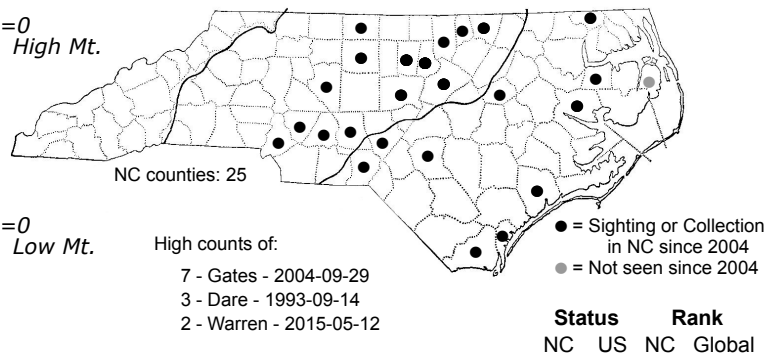 =0
High Mt.
NC counties: 25
=0
Low Mt.
High counts of:
7 - Gates - 2004-09-29
3 - Dare - 1993-09-14
2 - Warren - 2015-05-12
= Sighting or Collection
in NC since 2004
= Not seen since 2004
Status Rank
NC US NC Global